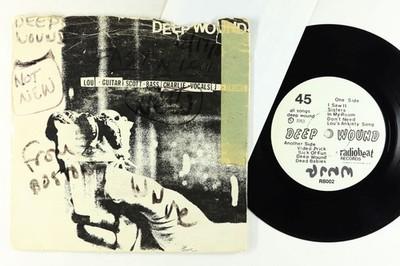 DEEP WOUND
LOU - GUITAR SCOTT - BASS CHARLIE - VOCALS J
DEEP
WOUND
NOT
NEW
From
BOSTON
45
all songs
deep wound
1983
One Side
I Saw It
Sisters
In My Room
Don't Need
Lou's Anxiety Song
DEEP WOUND
Another Side
Video Prick
Sick Of Fun
Deep Wound
Dead Babies
radiobeat
RECORDS
RB002